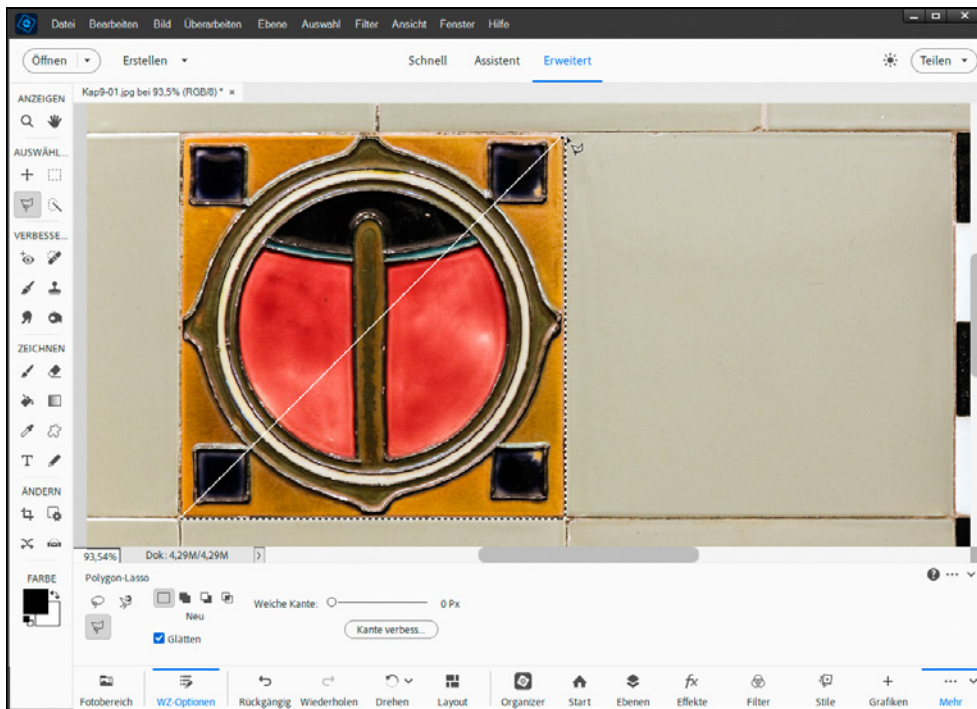 Datei Bearbeiten Bild Überarbeiten Ebene Auswahl Filter Ansicht Fenster Hilfe
Öffnen Erstellen Schnell Assistent Erweitert Teilen
Kap9-01.jpg bei 93,5% (RGB/8) * ×
ANZEIGEN
AUSWÄHL...
VERBESSE...
ZEICHNEN
T
ÄNDERN
FARBE
93,54% Dok: 4,29M/4,29M >
Polygon-Lasso
Weiche Kante: 0 Px
Neu
Kante verbess...
Glätten
fx
Fotobereich WZ-Optionen Rückgängig Wiederholen Drehen Layout Organizer Start Ebenen Effekte Filter Stile Grafiken Mehr